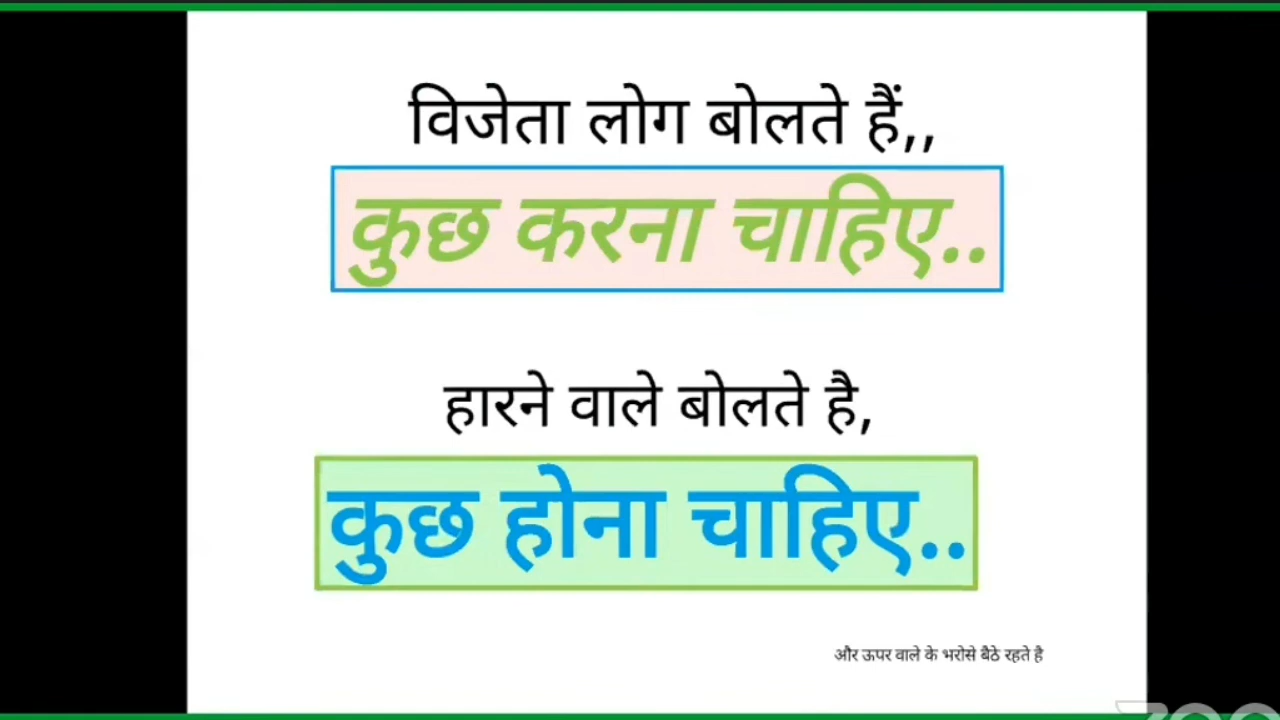 विजेता लोग बोलते हैं,,
कुछ करना चाहिए..
हारने वाले बोलते है,
कुछ होना चाहिए..
और ऊपर वाले के भरोसे बैठे रहते है